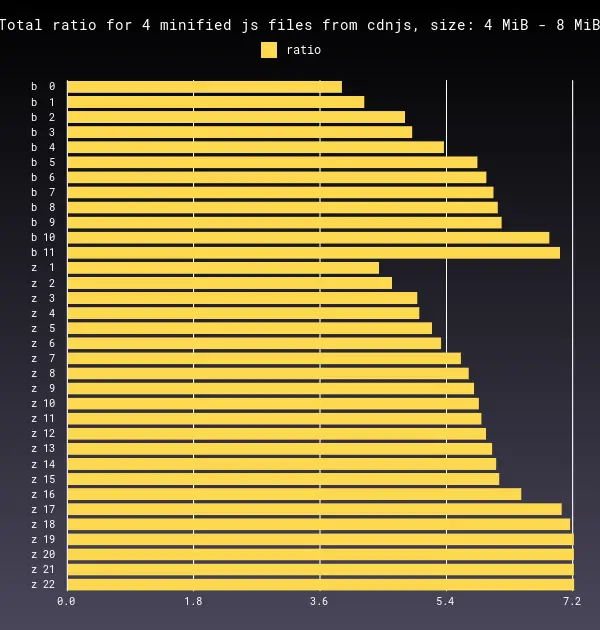 Total ratio for 4 minified js files from cdnjs, size: 4 MiB - 8 MiB
ratio
b 0
b 1
b 2
b 3
b 4
b 5
b 6
b 7
b 8
b 9
b 10
b 11
z 1
z 2
z 3
z 4
z 5
z 6
z 7
z 8
z 9
z 10
z 11
z 12
z 13
z 14
z 15
z 16
z 17
z 18
z 19
z 20
z 21
z 22
0.0 1.8 3.6 5.4 7.2